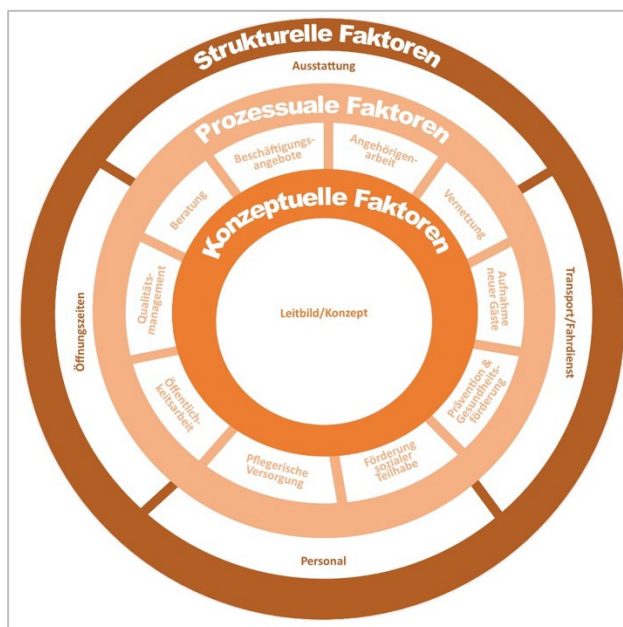 Strukturelle Faktoren
Ausstattung
Prozessuale Faktoren
Beschäftigungs-
angebote
Angehörigen-
arbeit
Beratung
Vernetzung
Konzeptuelle Faktoren
Qualitäts-
management
Aufnahme
neuer Gäste
Öffnungszeiten
Leitbild/Konzept
Transport/Fahrdienst
Öffentlich-
keitsarbeit
Prävention &
Gesundheits-
förderung
Pflegerische
Versorgung
Förderung
sozialer
Teilhabe
Personal